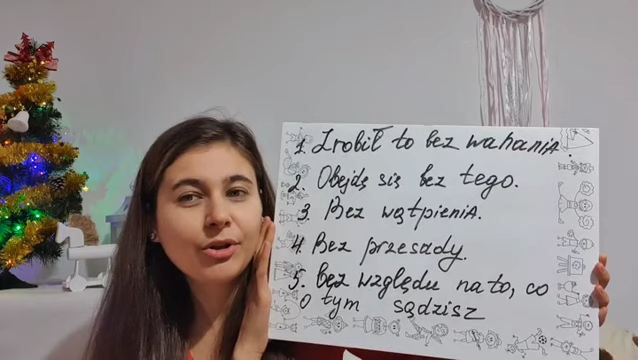 1. Zrobił to bez wahania.
2. Obejdę się bez tego.
3. Bez wątpienia.
4. Bez przesady.
5. bez względu na to, co
o tym sądzisz